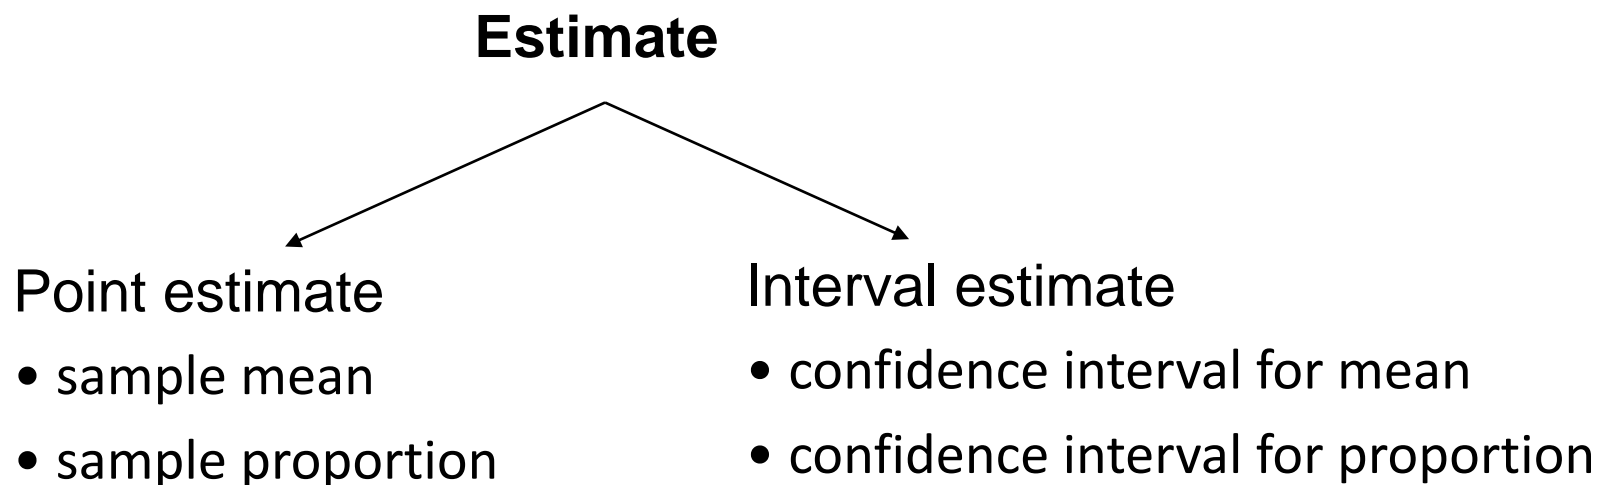 Estimate
Point estimate
• sample mean
• sample proportion
Interval estimate
• confidence interval for mean
• confidence interval for proportion